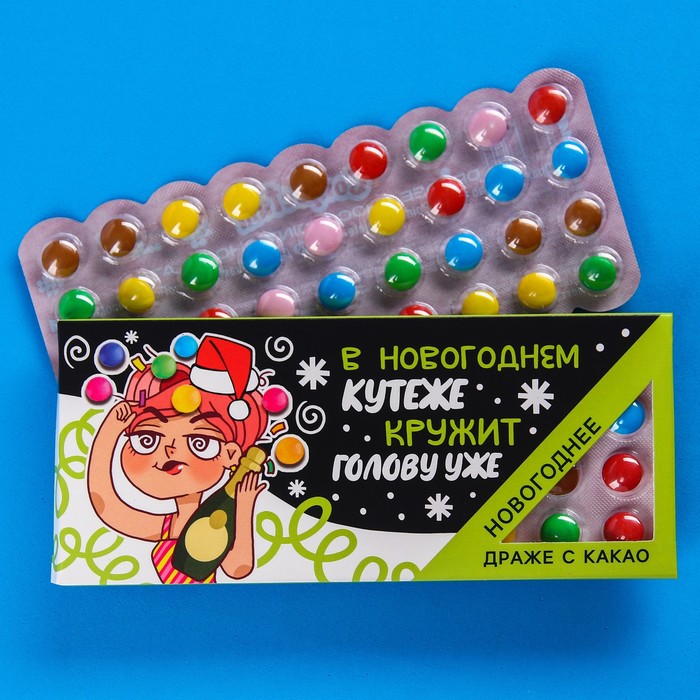 В НОВОГОДНЕМ
КУТЕЖЕ
КРУЖИТ
ГОЛОВУ УЖЕ
НОВОГОДНЕЕ
ДРАЖЕ С КАКАО